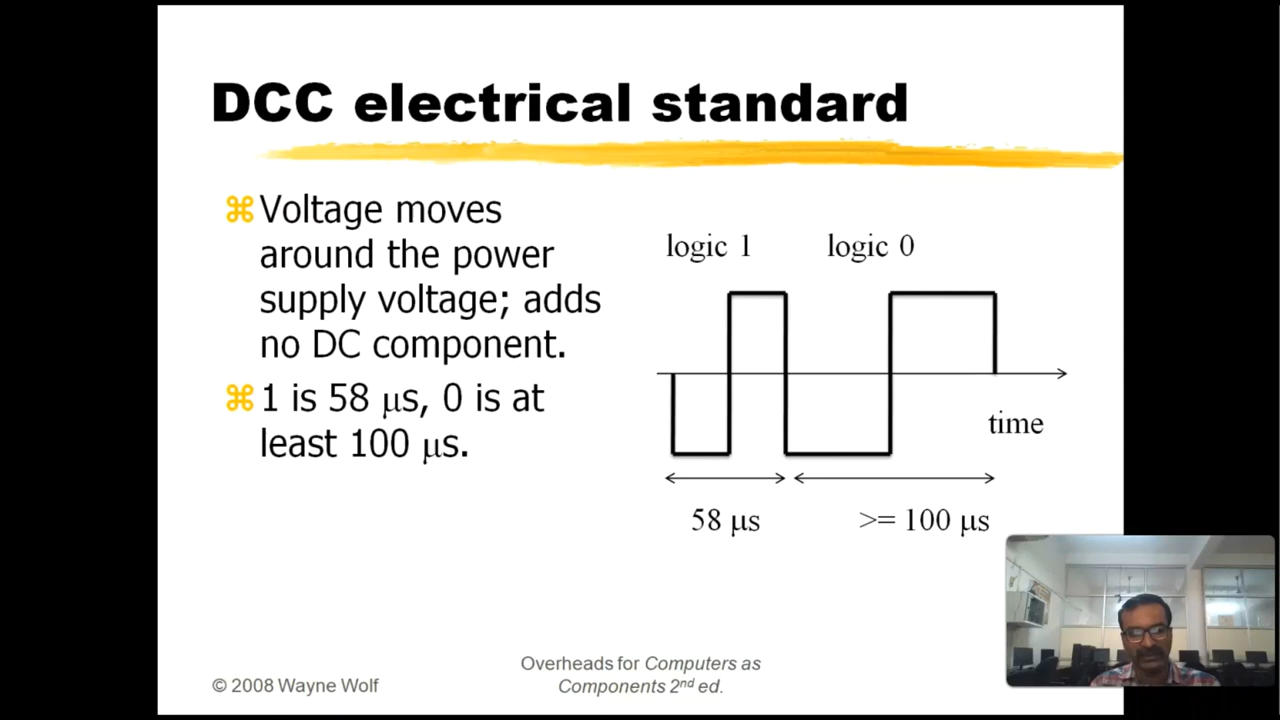 DCC electrical standard
Voltage moves
around the power
supply voltage; adds
no DC component.
1 is 58 μs, 0 is at
least 100 μs.
logic 1
logic 0
time
58 μs
>= 100 μs
© 2008 Wayne Wolf
Overheads for Computers as
Components 2nd ed.